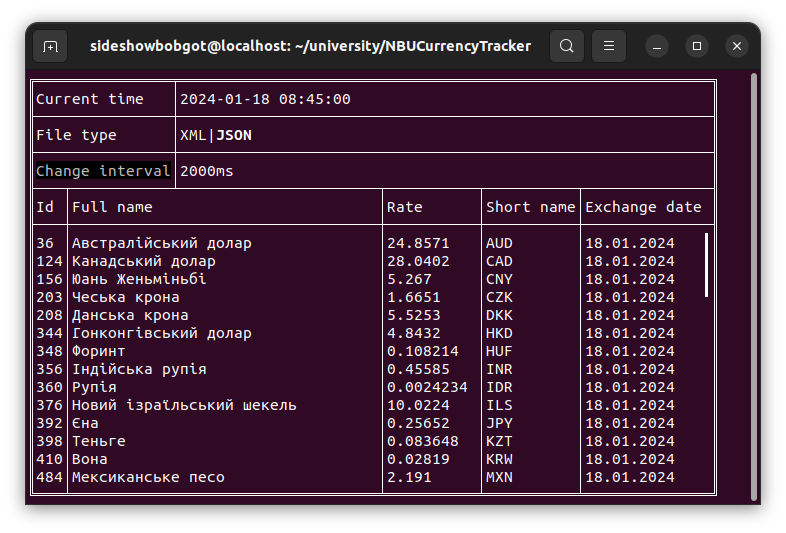 sideshowbobgot@localhost: ~/university/NBUCurrencyTracker
Current time 2024-01-18 08:45:00
File type XML|JSON
Change interval 2000ms
Id Full name Rate Short name Exchange date
36 Австралійський долар 24.8571 AUD 18.01.2024
124 Канадський долар 28.0402 CAD 18.01.2024
156 Юань Женьміньбі 5.267 CNY 18.01.2024
203 Чеська крона 1.6651 CZK 18.01.2024
208 Данська крона 5.5253 DKK 18.01.2024
344 Гонконгівський долар 4.8432 HKD 18.01.2024
348 Форинт 0.108214 HUF 18.01.2024
356 Індійська рупія 0.45585 INR 18.01.2024
360 Рупія 0.0024234 IDR 18.01.2024
376 Новий ізраїльський шекель 10.0224 ILS 18.01.2024
392 Єна 0.25652 JPY 18.01.2024
398 Теньге 0.083648 KZT 18.01.2024
410 Вона 0.02819 KRW 18.01.2024
484 Мексиканське песо 2.191 MXN 18.01.2024